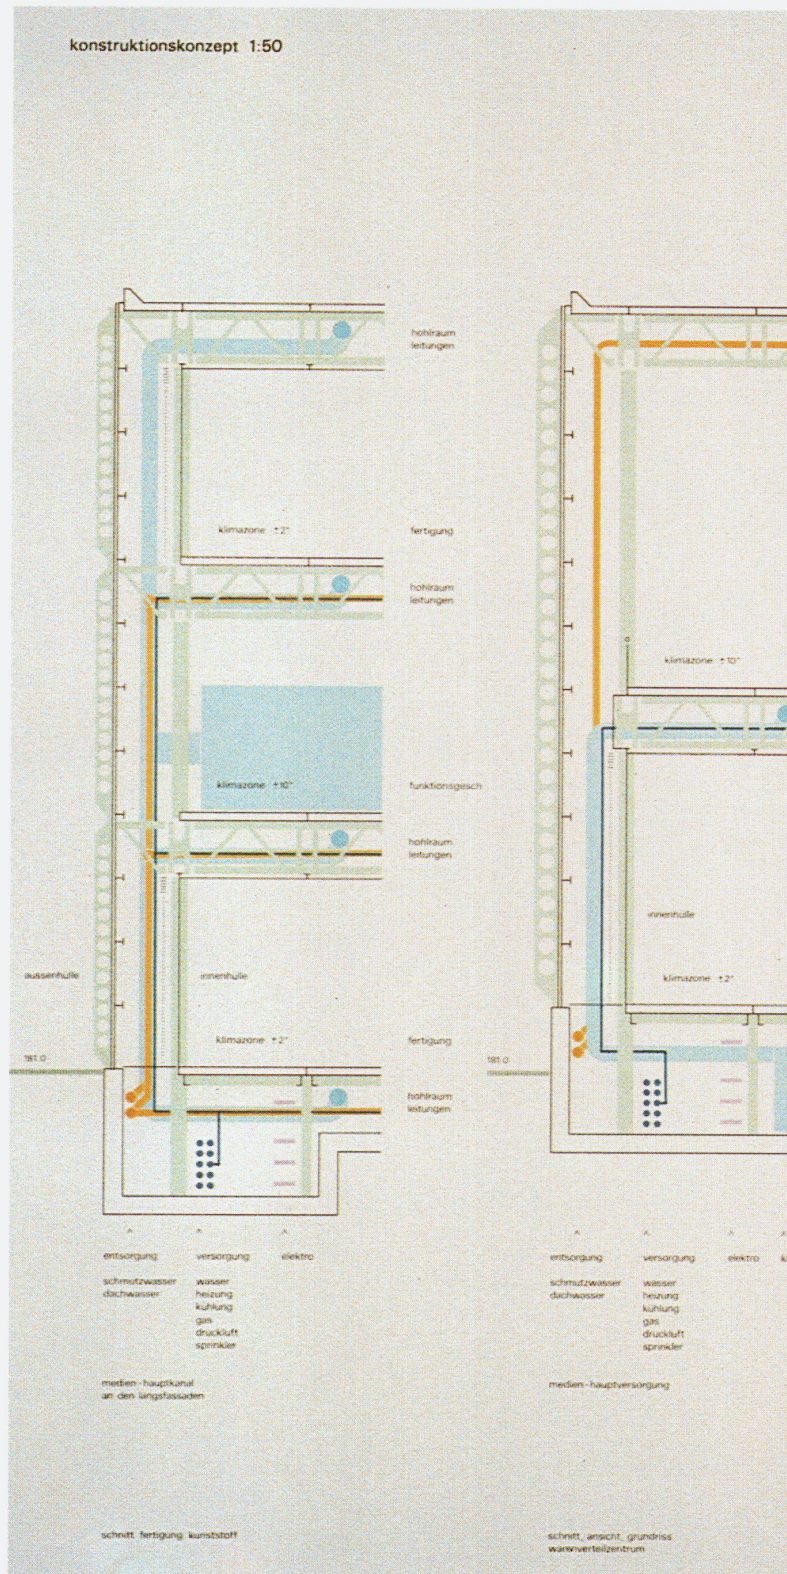 konstruktionskonzept 1:50
hohlraum
leitungen
klimazone ±2°
fertigung
hohlraum
leitungen
klimazone ±10°
funktionsgesch
hohlraum
leitungen
aussenhülle
innenhülle
klimazone ±2°
fertigung
181.0
hohlraum
leitungen
entsorgung
versorgung
elektro
schmutzwasser
dachwasser
wasser
heizung
kühlung
gas
druckluft
sprinkler
medien-hauptkanal
an den längsfassaden
schnitt fertigung kunststoff
klimazone ±10°
innenhülle
klimazone ±2°
181.0
entsorgung
versorgung
elektro
schmutzwasser
dachwasser
wasser
heizung
kühlung
gas
druckluft
sprinkler
medien-hauptversorgung
schnitt, ansicht, grundriss
warenverteilzentrum